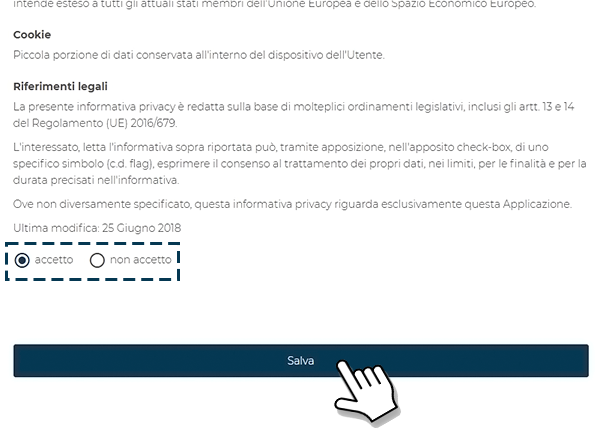 intende esteso a tutti gli attuali stati membri dell'Unione Europea e dello Spazio Economico Europeo.
Cookie
Piccola porzione di dati conservata all'interno del dispositivo dell'Utente.
Riferimenti legali
La presente informativa privacy è redatta sulla base di molteplici ordinamenti legislativi, inclusi gli artt. 13 e 14
del Regolamento (UE) 2016/679.
L'interessato, letta l'informativa sopra riportata può, tramite apposizione, nell'apposito check-box, di uno
specifico simbolo (c.d. flag), esprimere il consenso al trattamento dei propri dati, nei limiti, per le finalità e per la
durata precisati nell'informativa.
Ove non diversamente specificato, questa informativa privacy riguarda esclusivamente questa Applicazione.
Ultima modifica: 25 Giugno 2018
accetto non accetto
Salva